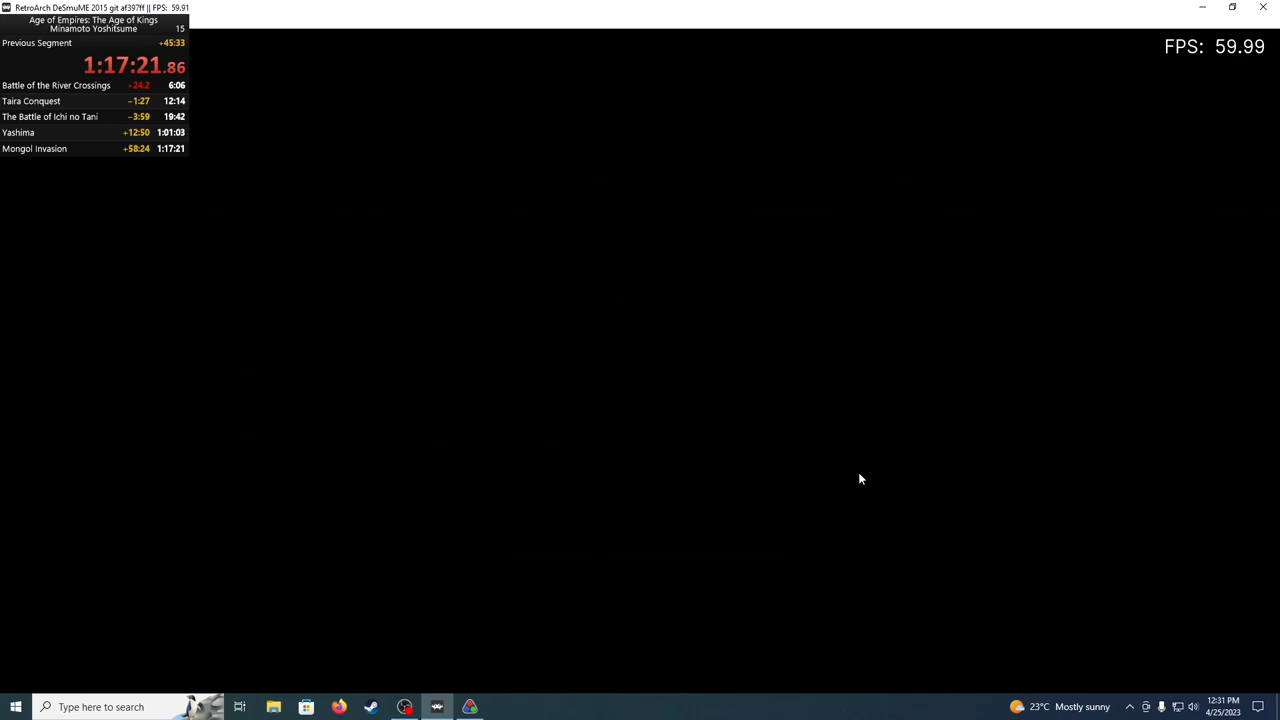 RetroArch DeSmuME 2015 git af397ff || FPS: 59.91
Age of Empires: The Age of Kings
Minamoto Yoshitsume 15
Previous Segment +45:33
1:17:21.86
Battle of the River Crossings +24.2 6:06
Taira Conquest −1:27 12:14
The Battle of Ichi no Tani −3:59 19:42
Yashima +12:50 1:01:03
Mongol Invasion +58:24 1:17:21
FPS: 59.99
Type here to search
23°C Mostly sunny
12:31 PM
4/25/2023